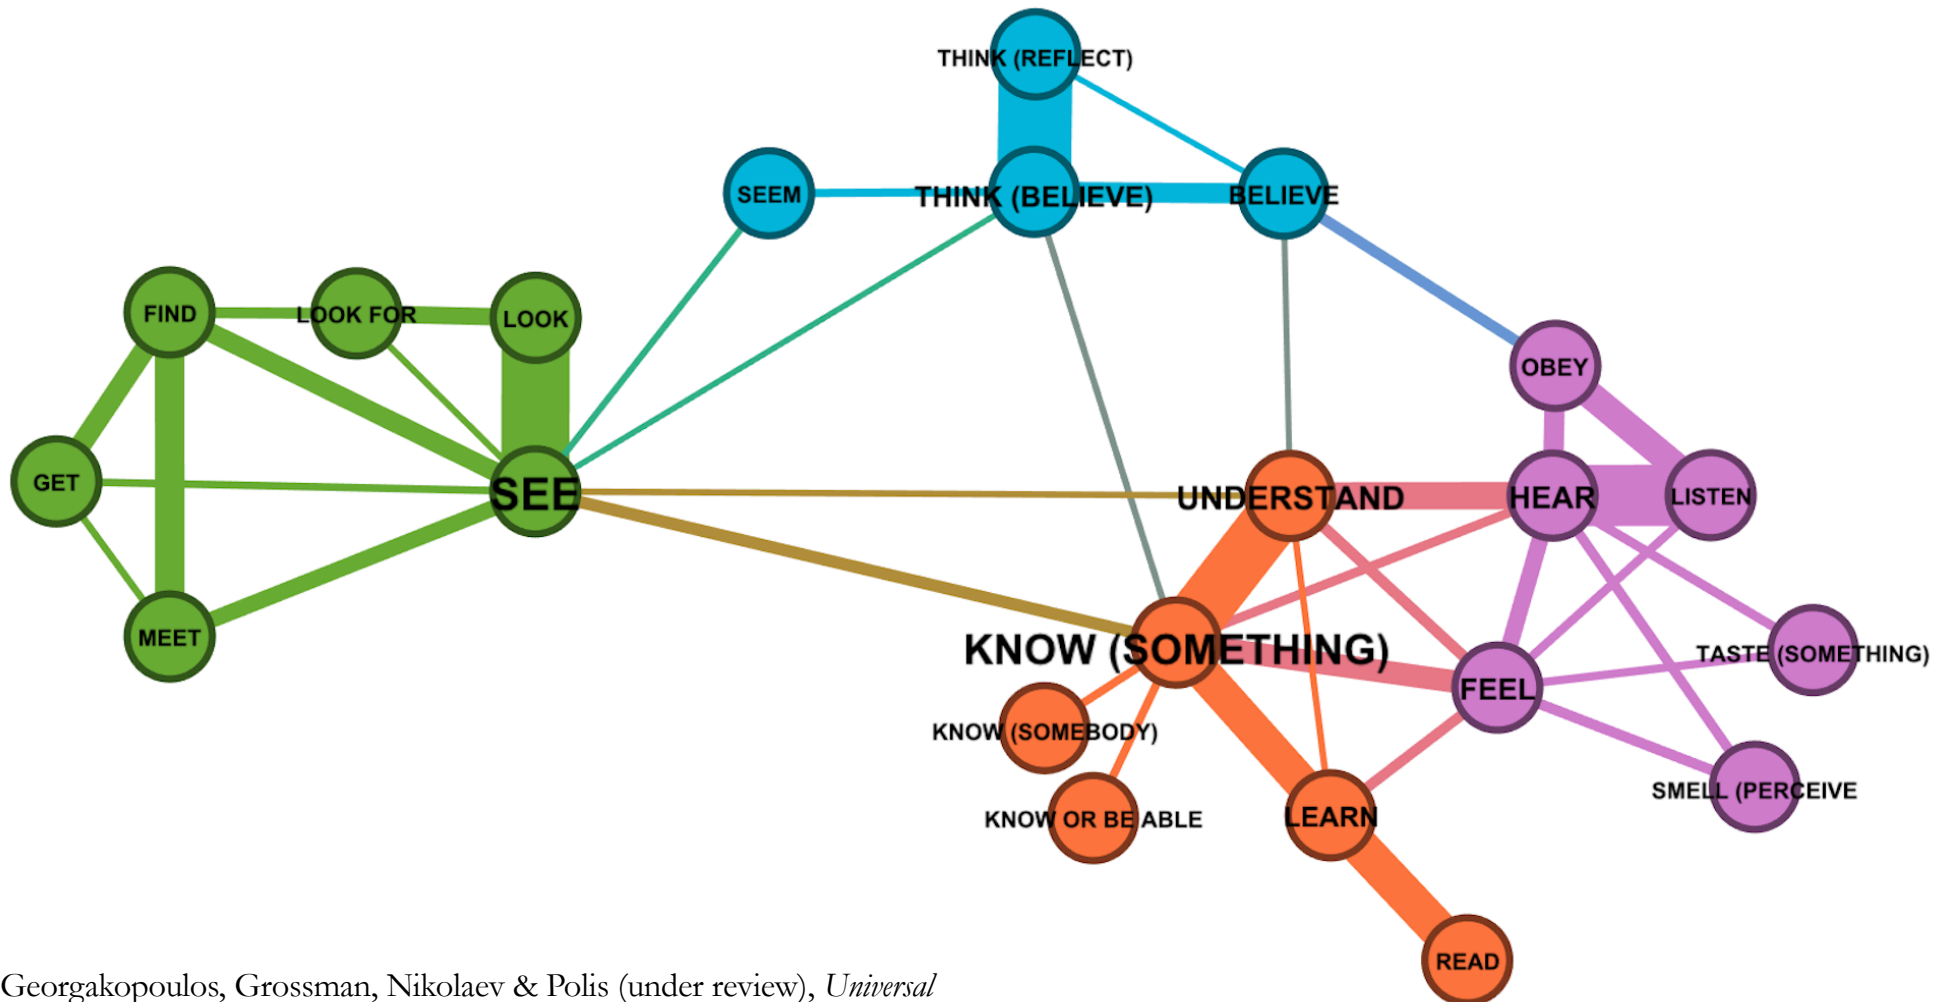 THINK (REFLECT)
SEEM
THINK (BELIEVE)
BELIEVE
FIND
LOOK FOR
LOOK
OBEY
GET
SEE
UNDERSTAND
HEAR
LISTEN
MEET
KNOW (SOMETHING)
TASTE (SOMETHING)
FEEL
KNOW (SOMEBODY)
SMELL (PERCEIVE
KNOW OR BE ABLE
LEARN
READ
Georgakopoulos, Grossman, Nikolaev & Polis (under review), Universal